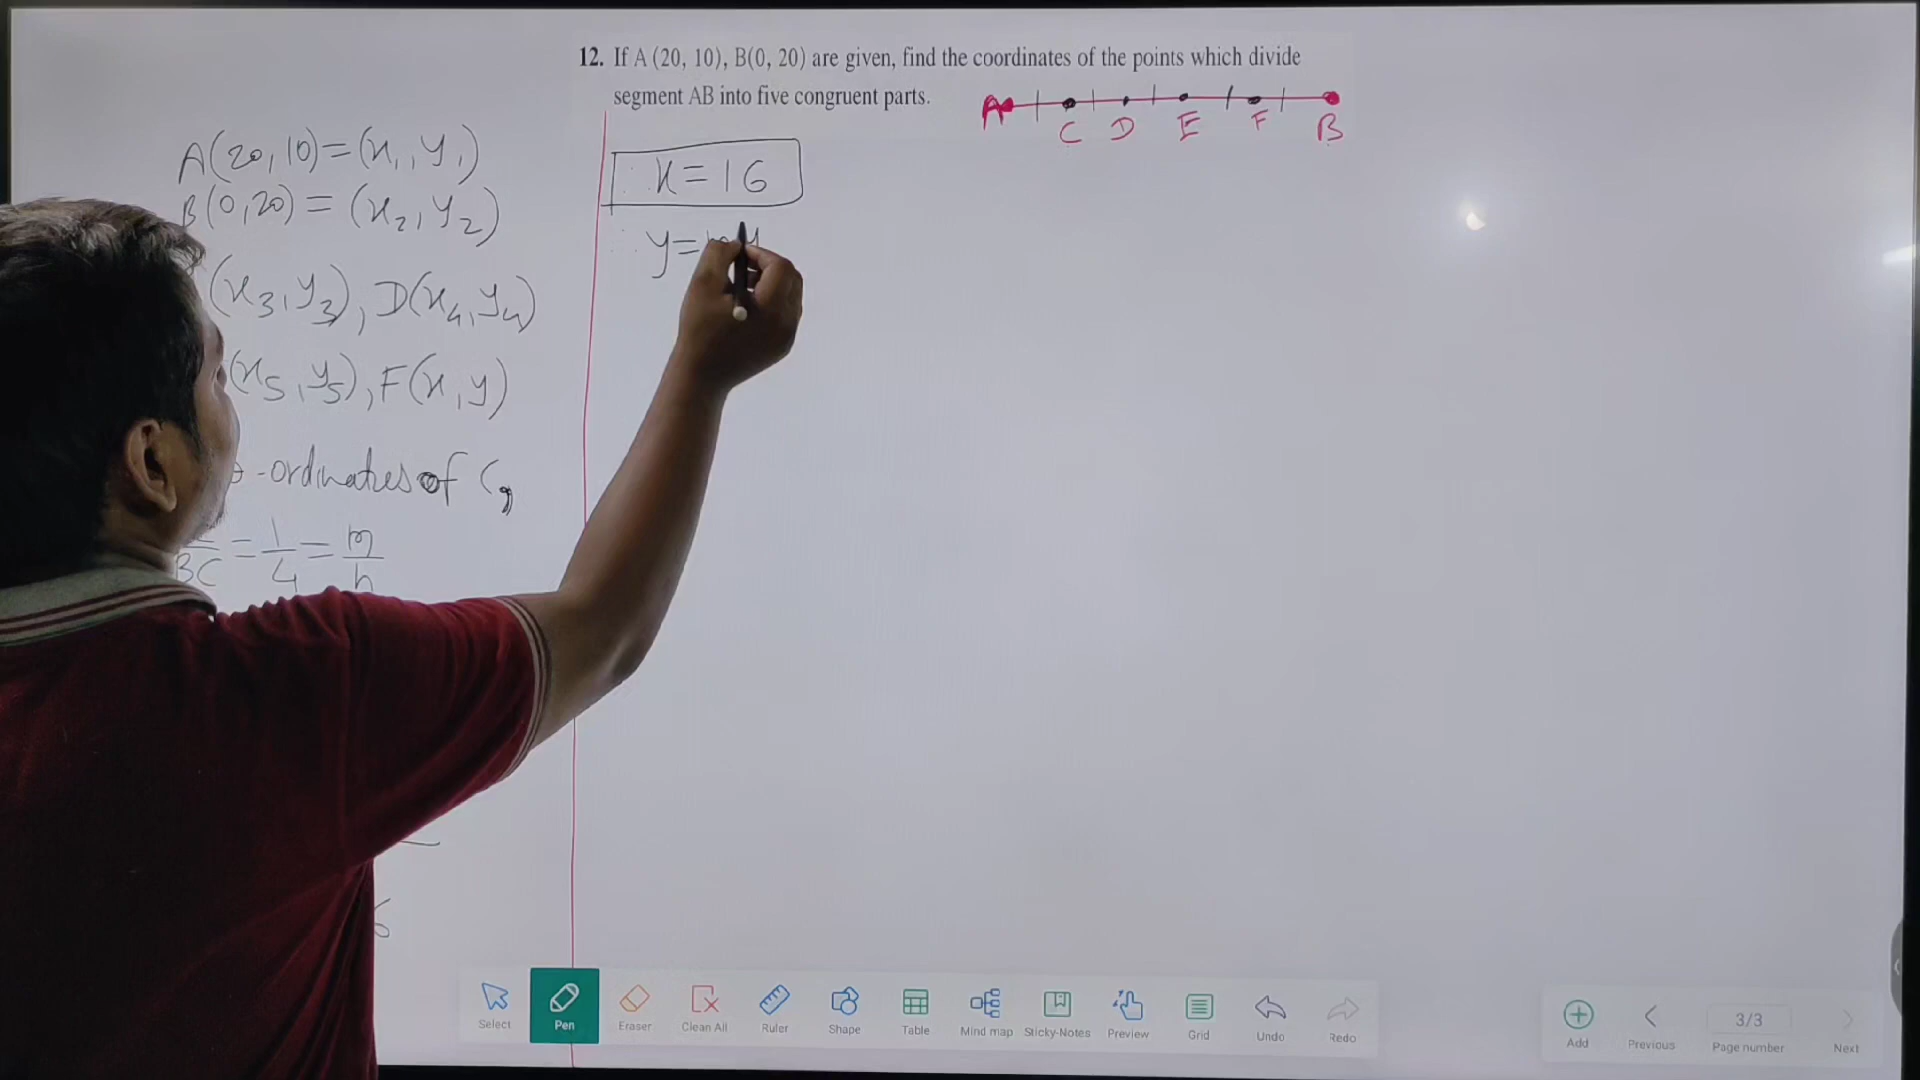 12. If A (20, 10), B(0, 20) are given, find the coordinates of the points which divide
segment AB into five congruent parts.
A C D E F B
A(20,10)=(x₁,y₁)
B(0,20)=(x₂,y₂)
(x₃,y₃), D(x₄,y₄)
(x₅,y₅), F(x,y)
-ordinates of C,
BC = 1/4 = m/n
x=16
y=my
Select
Pen
Eraser
Clean All
Ruler
Shape
Table
Mind map
Sticky-Notes
Preview
Grid
Undo
Redo
Add
Previous
3/3
Page number
Next